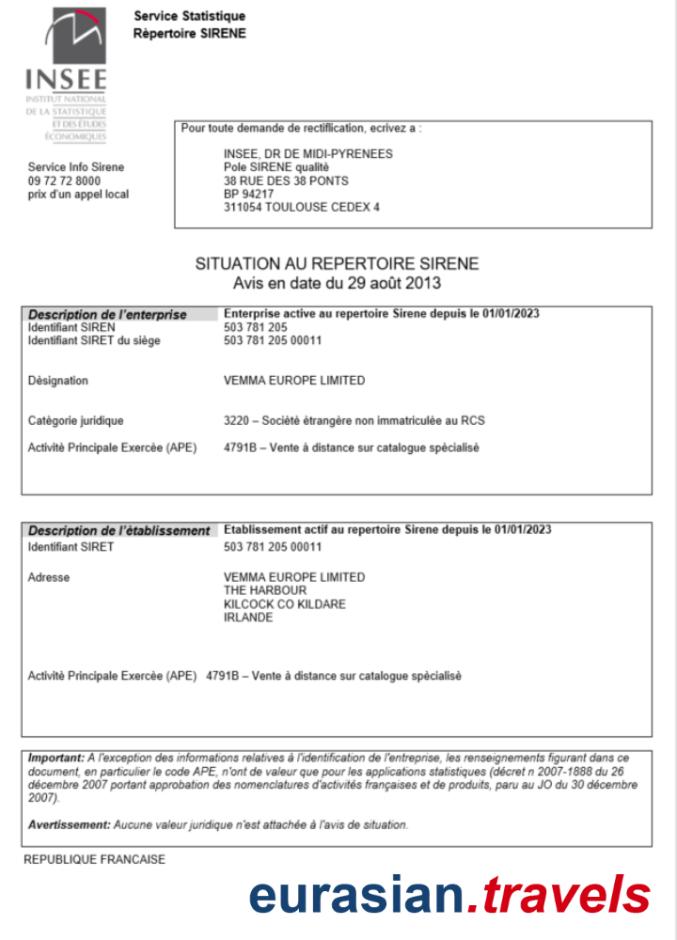 Service Statistique
Rèpertoire SIRENE
INSEE
INSTITUT NATIONAL
DE LA STATISTIQUE
ET DES ÉTUDES
ÉCONOMIQUES
Service Info Sirene
09 72 72 8000
prix d'un appel local
Pour toute demande de rectiflication, ecrivez a :
INSEE, DR DE MIDI-PYRENEES
Pole SIRENE qualitè
38 RUE DES 38 PONTS
BP 94217
311054 TOULOUSE CEDEX 4
SITUATION AU REPERTOIRE SIRENE
Avis en date du 29 août 2013
Description de l'enterprise Enterprise active au repertoire Sirene depuis le 01/01/2023
Identifiant SIREN 503 781 205
Identifiant SIRET du siège 503 781 205 00011
Dèsignation VEMMA EUROPE LIMITED
Catègorie juridique 3220 – Sociètè ètrangère non immatriculèe au RCS
Activitè Principale Exercèe (APE) 4791B – Vente à distance sur catalogue spècialisè
Description de l'ètablissement Etablissement actif au repertoire Sirene depuis le 01/01/2023
Identifiant SIRET 503 781 205 00011
Adresse VEMMA EUROPE LIMITED
THE HARBOUR
KILCOCK CO KILDARE
IRLANDE
Activitè Principale Exercèe (APE) 4791B – Vente à distance sur catalogue spècialisè
Important: A l'exception des informations relatives à l'identification de l'entreprise, les renseignements figurant dans ce
document, en particulier le code APE, n'ont de valeur que pour les applications statistiques (décret n 2007-1888 du 26
décembre 2007 portant approbation des nomenclatures d'activités françaises et de produits, paru au JO du 30 décembre
2007).
Avertissement: Aucune valeur juridique n'est attachée à l'avis de situation.
REPUBLIQUE FRANCAISE
eurasian.travels